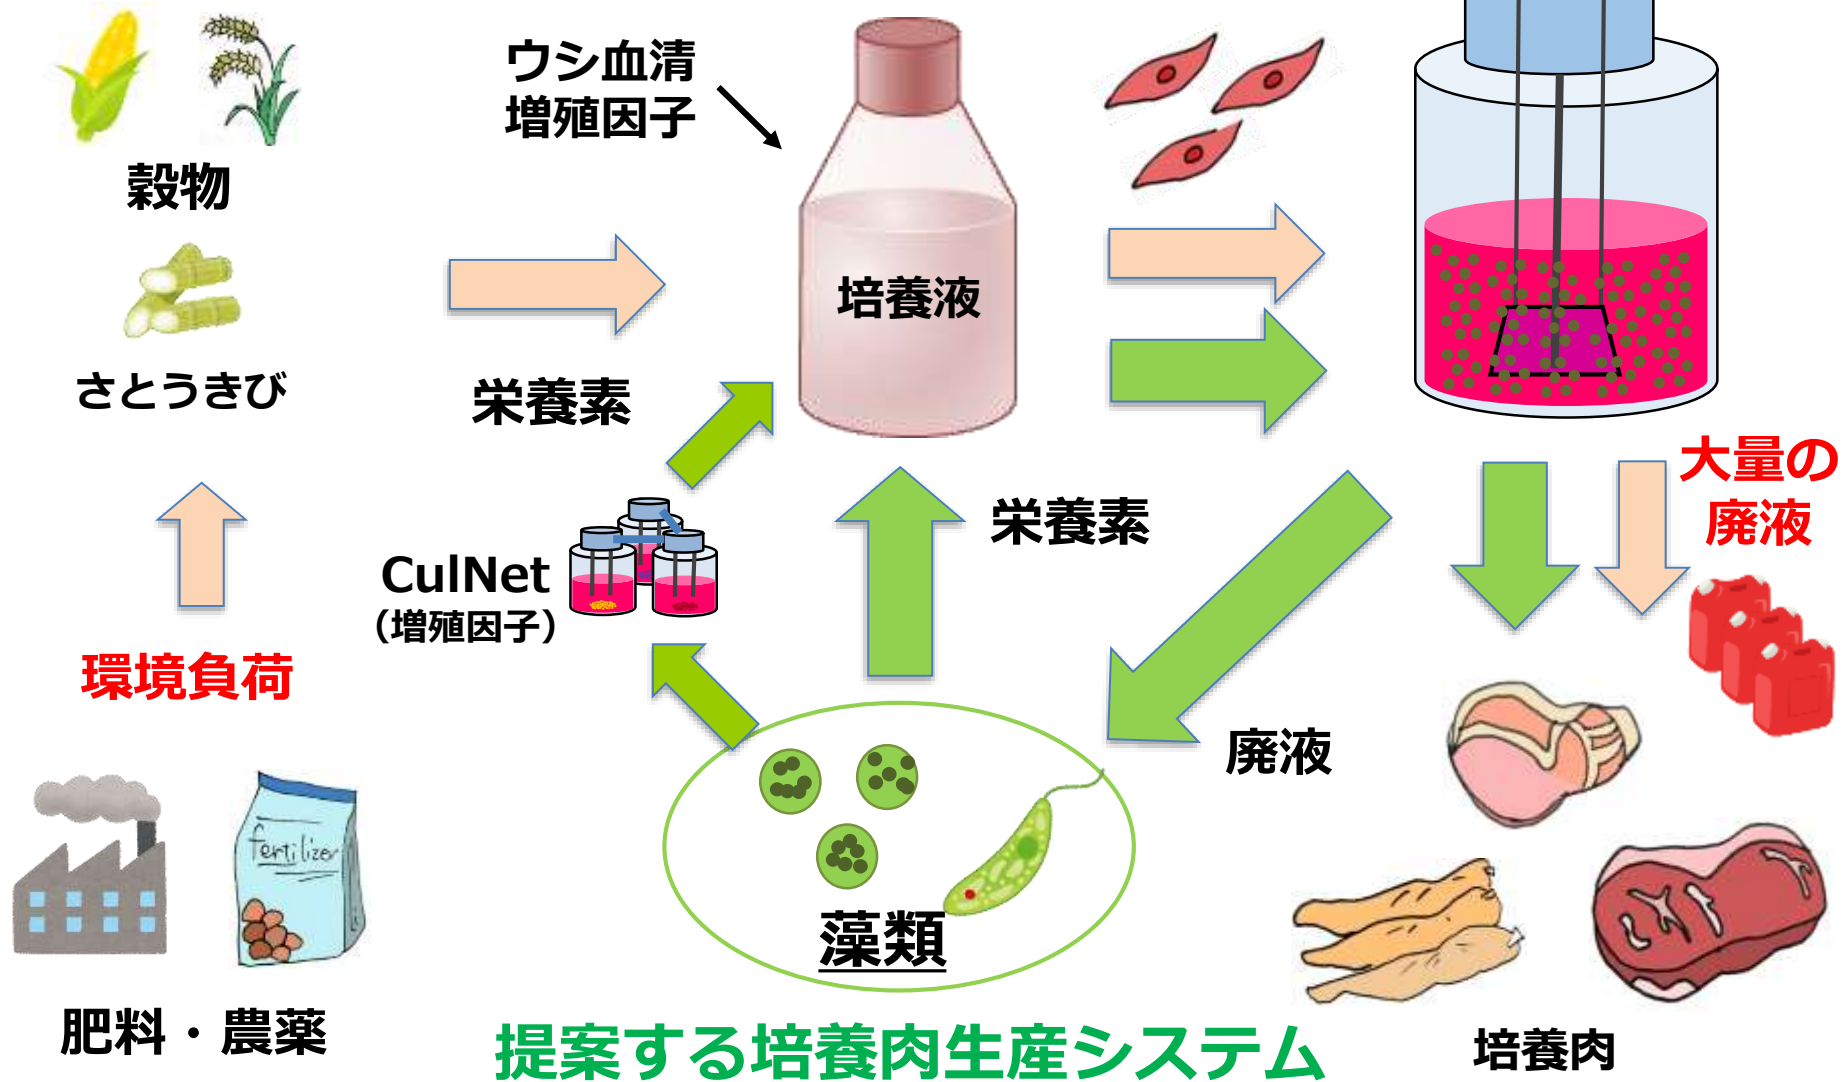 穀物
さとうきび
環境負荷
fertilizer
肥料・農薬
ウシ血清
増殖因子
栄養素
培養液
CulNet
（増殖因子）
栄養素
藻類
廃液
大量の
廃液
培養肉
提案する培養肉生産システム